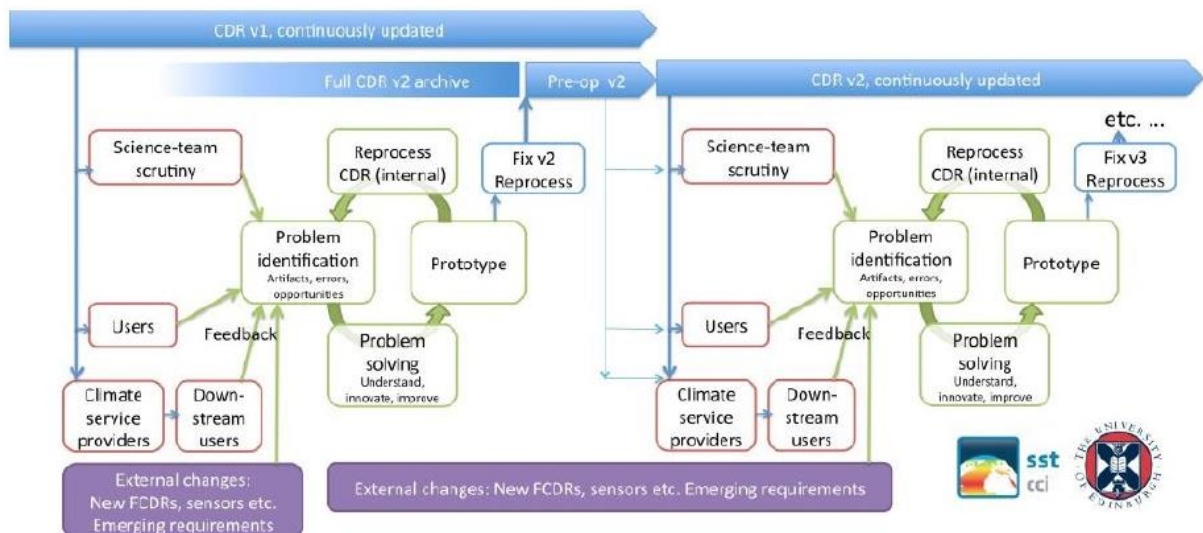 CDR v1, continuously updated
Full CDR v2 archive
Pre-op v2
CDR v2, continuously updated
Science-team
scrutiny
Reprocess
CDR (internal)
Fix v2
Reprocess
Problem
identification
Artifacts, errors,
opportunities
Prototype
Users
Feedback
Problem
solving
Understand,
innovate, improve
Climate
service
providers
Down-
stream
users
External changes:
New FCDRs, sensors etc.
Emerging requirements
Science-team
scrutiny
Reprocess
CDR (internal)
etc. ...
Fix v3
Reprocess
Problem
identification
Artifacts, errors,
opportunities
Prototype
Users
Feedback
Problem
solving
Understand,
innovate, improve
Climate
service
providers
Down-
stream
users
External changes: New FCDRs, sensors etc. Emerging requirements
sst
cci
THE UNIVERSITY
OF EDINBURGH